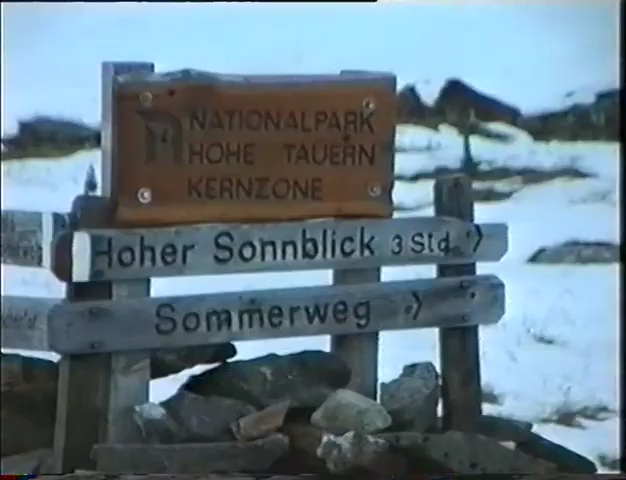 NATIONALPARK
HOHE TAUERN
KERNZONE
Hoher Sonnblick 3 Std.
Sommerweg